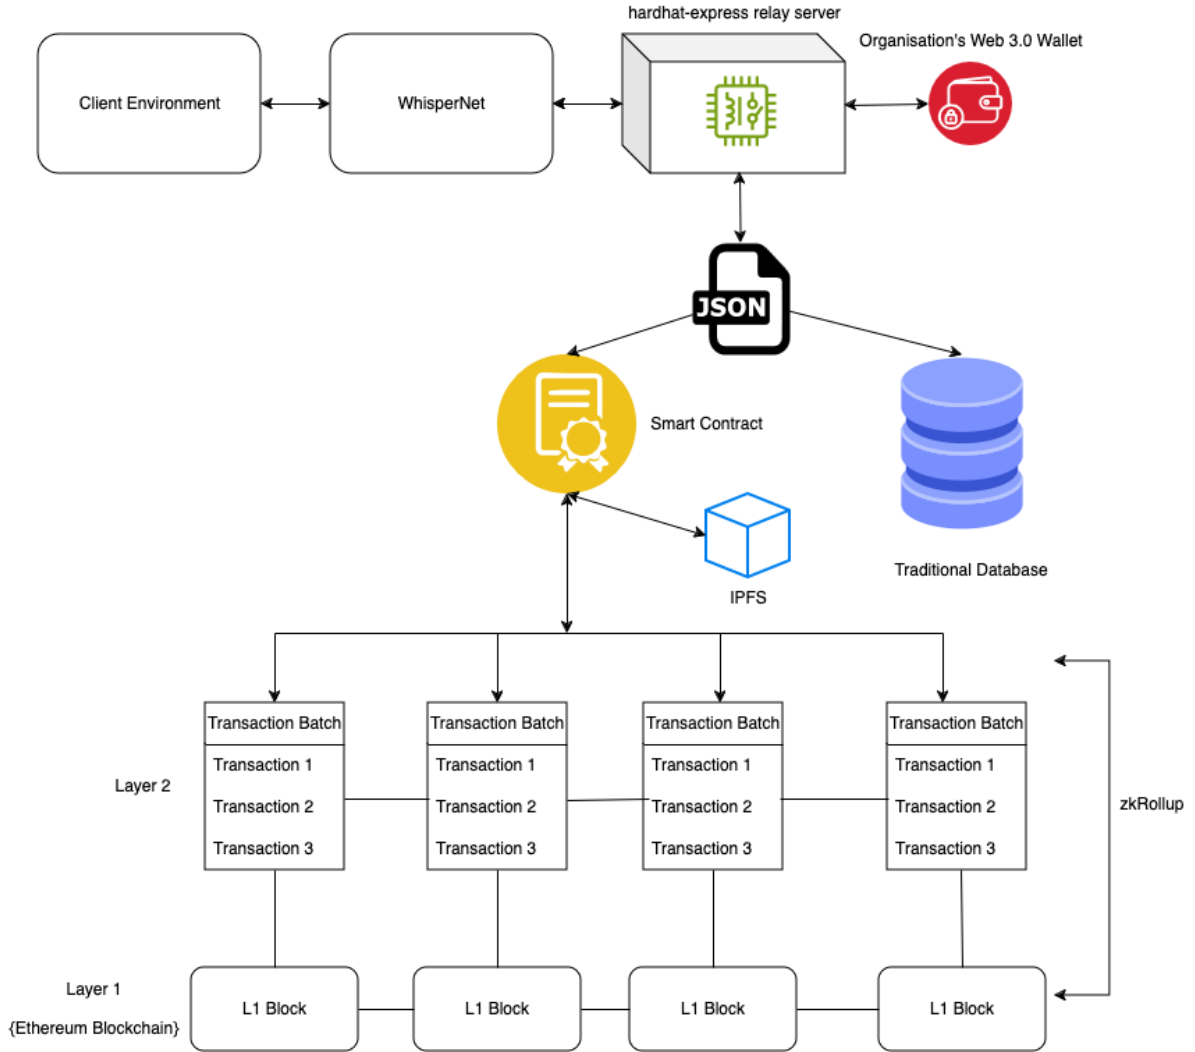 hardhat-express relay server
Organisation's Web 3.0 Wallet
Client Environment
WhisperNet
JSON
Smart Contract
IPFS
Traditional Database
Transaction Batch
Transaction 1
Transaction 2
Transaction 3
Transaction Batch
Transaction 1
Transaction 2
Transaction 3
Transaction Batch
Transaction 1
Transaction 2
Transaction 3
Transaction Batch
Transaction 1
Transaction 2
Transaction 3
Layer 2
zkRollup
Layer 1
{Ethereum Blockchain}
L1 Block
L1 Block
L1 Block
L1 Block